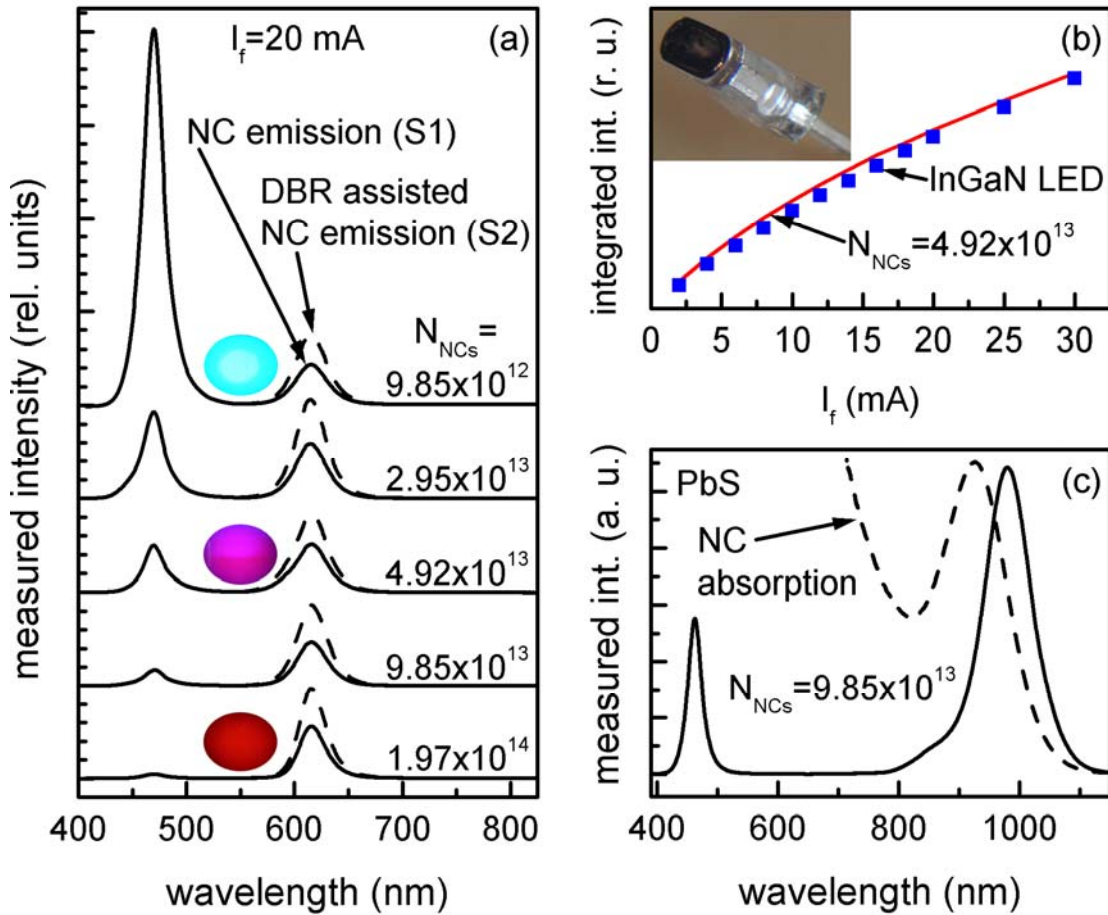 measured intensity (rel. units)
I_f=20 mA
(a)
NC emission (S1)
DBR assisted
NC emission (S2)
N_NCs=
9.85x10^12
2.95x10^13
4.92x10^13
9.85x10^13
1.97x10^14
400 500 600 700 800
wavelength (nm)
integrated int. (r. u.)
(b)
InGaN LED
N_NCs=4.92x10^13
0 5 10 15 20 25 30
I_f (mA)
measured int. (a. u.)
PbS
(c)
NC
absorption
N_NCs=9.85x10^13
400 600 800 1000
wavelength (nm)